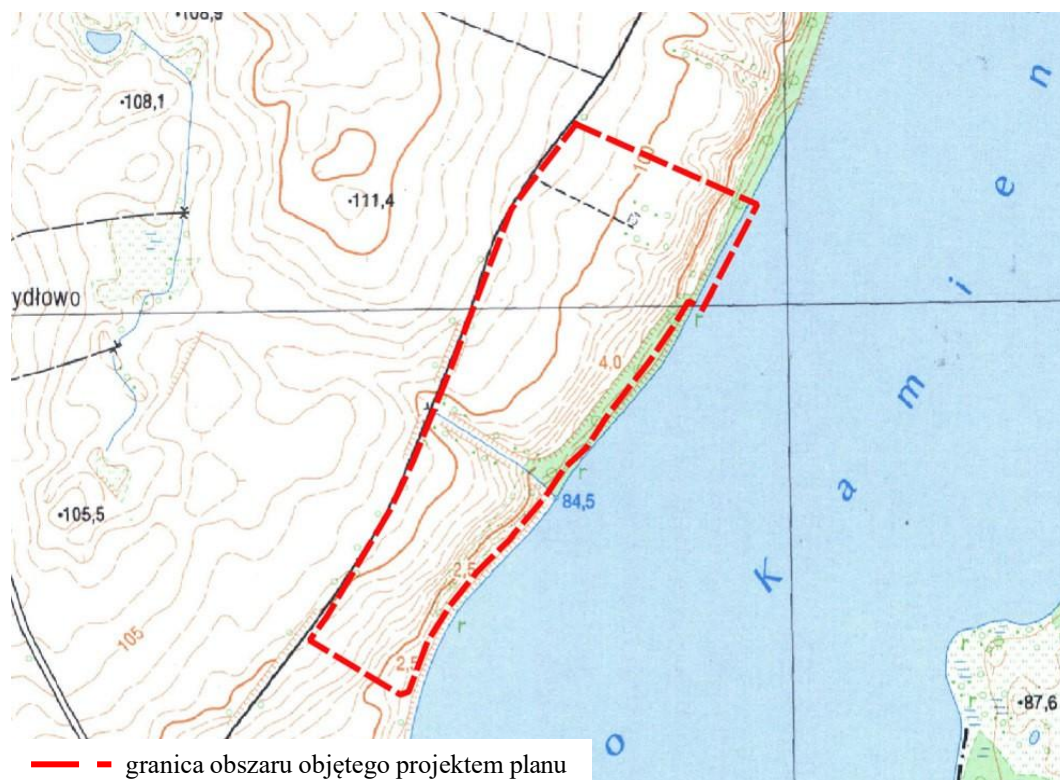 108,9
108,1
111,4
100
ydłowo
4,0
r
r
84,5
2,5
r
2,5
105,5
105
K a m i e n
o
r
r
87,6
granica obszaru objętego projektem planu